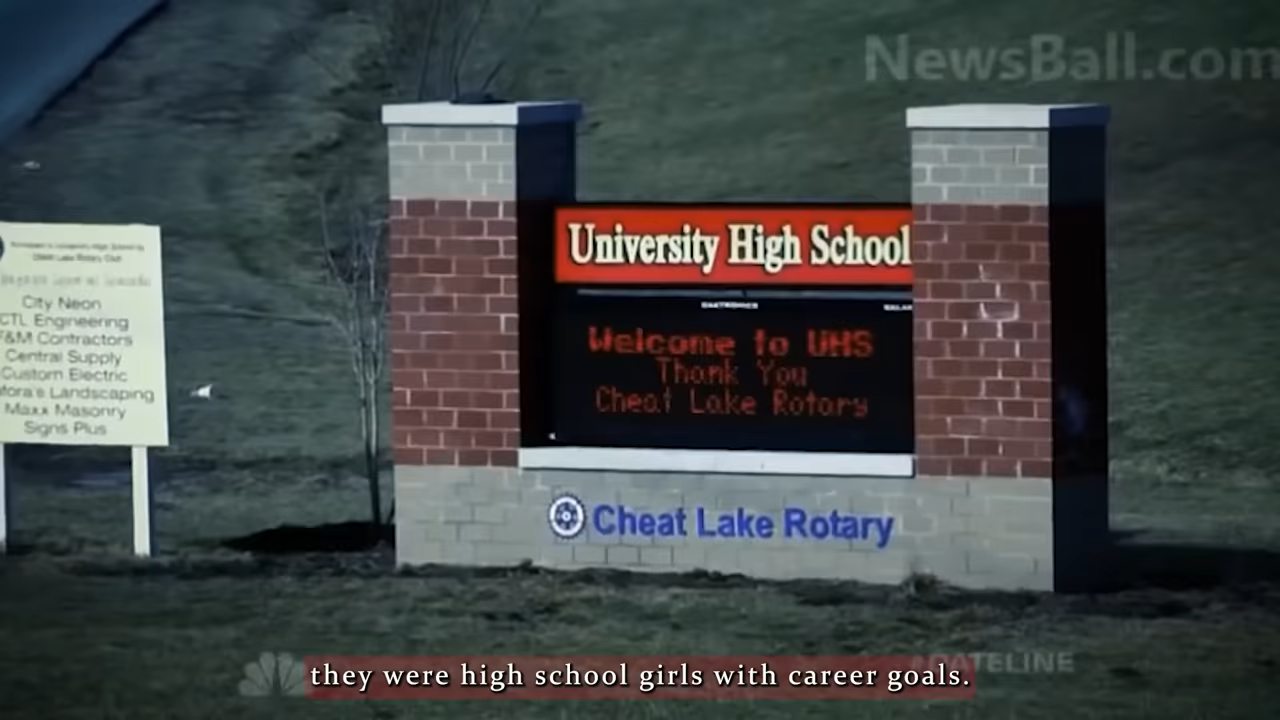 NewsBall.com
University High School
DAKTRONICS
Welcome to UHS
Thank You
Cheat Lake Rotary
Cheat Lake Rotary
City Neon
CTL Engineering
F&M Contractors
Central Supply
Custom Electric
Landscaping
Maxx Masonry
Signs Plus
DATELINE
they were high school girls with career goals.